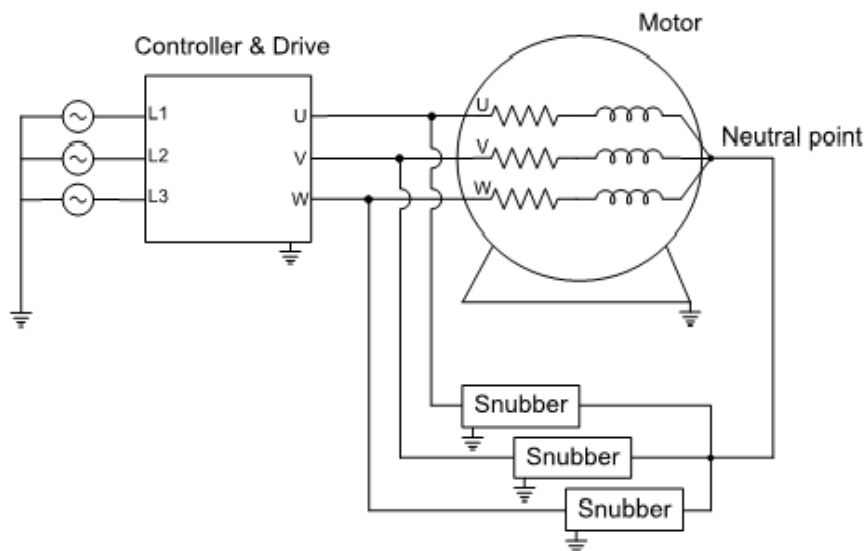 Motor
Controller & Drive
L1
U
U
L2
V
V
Neutral point
L3
W
W
Snubber
Snubber
Snubber